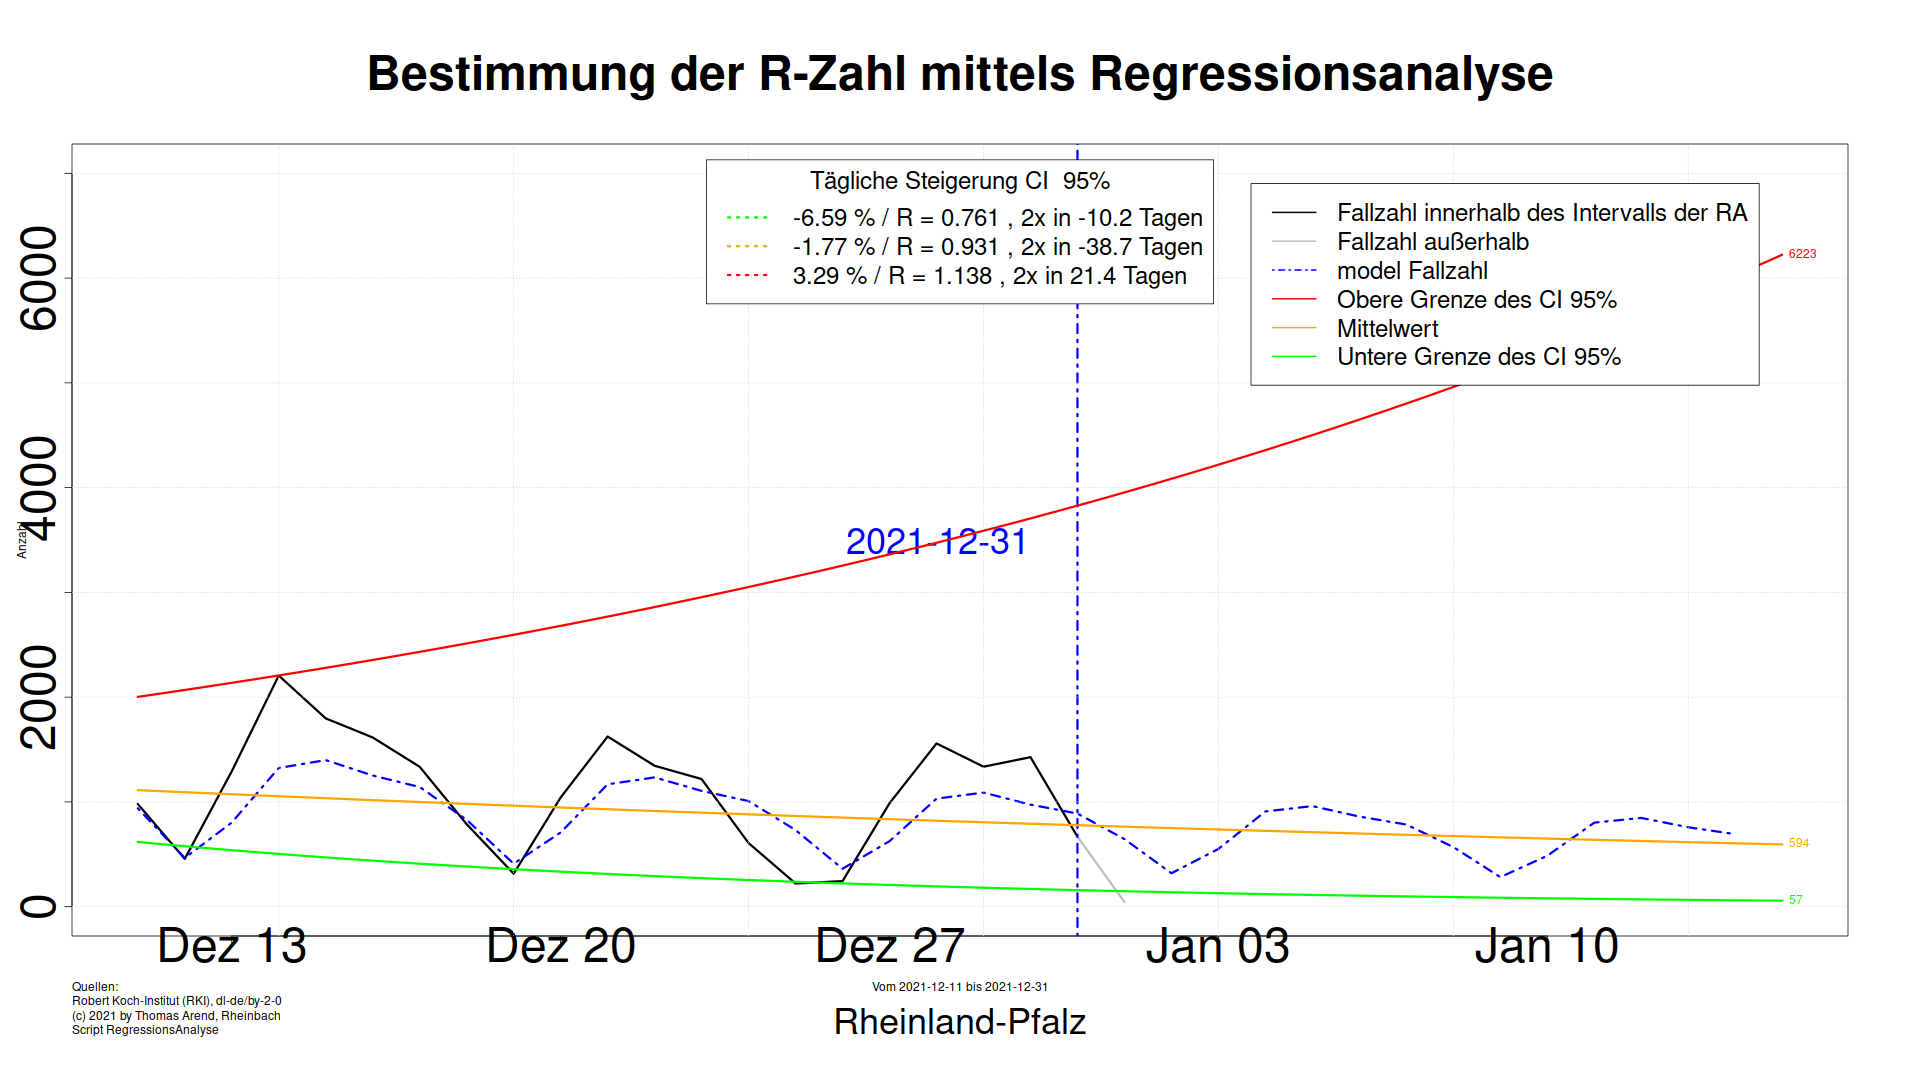 Bestimmung der R-Zahl mittels Regressionsanalyse
Tägliche Steigerung CI  95%
-6.59 % / R = 0.761 , 2x in -10.2 Tagen
-1.77 % / R = 0.931 , 2x in -38.7 Tagen
3.29 % / R = 1.138 , 2x in 21.4 Tagen
Fallzahl innerhalb des Intervalls der RA
Fallzahl außerhalb
model Fallzahl
Obere Grenze des CI 95%
Mittelwert
Untere Grenze des CI 95%
6223
594
57
2021-12-31
6000
4000
2000
0
Anzahl
Dez 13
Dez 20
Dez 27
Jan 03
Jan 10
Quellen:
Robert Koch-Institut (RKI), dl-de/by-2-0
(c) 2021 by Thomas Arend, Rheinbach
Script RegressionsAnalyse
Vom 2021-12-11 bis 2021-12-31
Rheinland-Pfalz